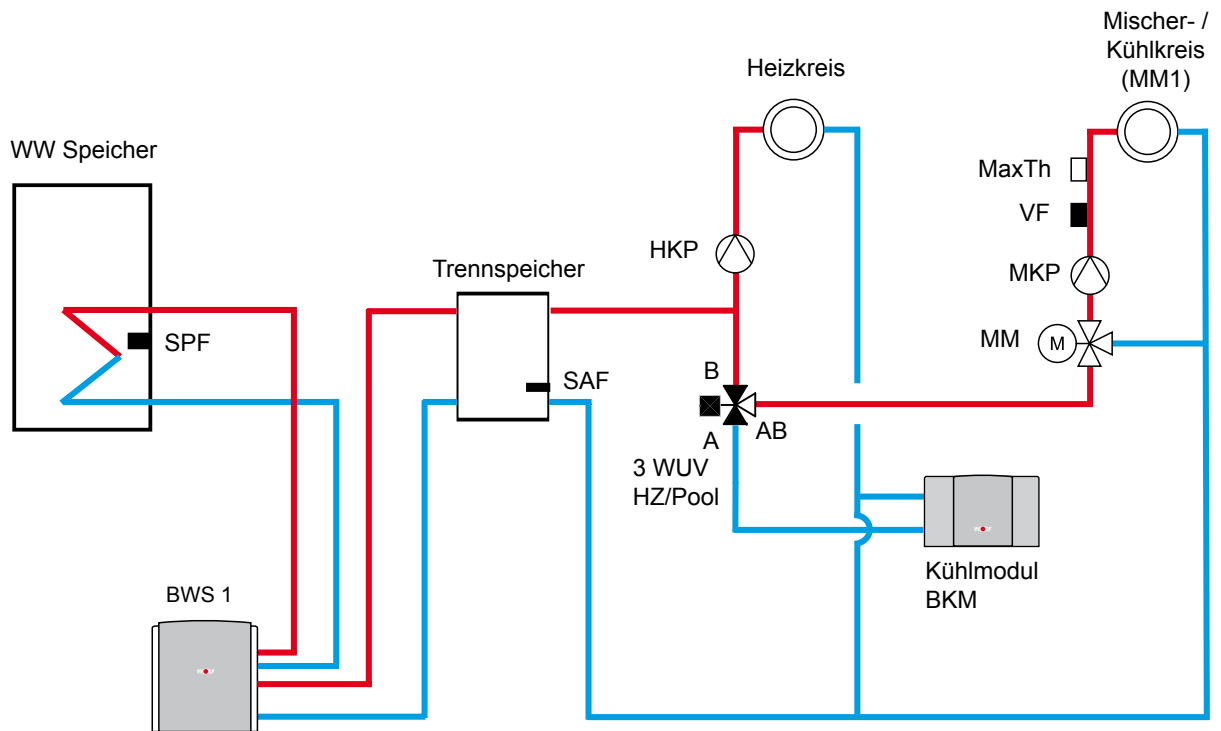 Mischer- /
Kühlkreis
(MM1)
Heizkreis
WW Speicher
MaxTh
VF
HKP
Trennspeicher
MKP
SPF
MM
M
SAF
B
A
AB
3 WUV
HZ/Pool
Kühlmodul
BKM
BWS 1